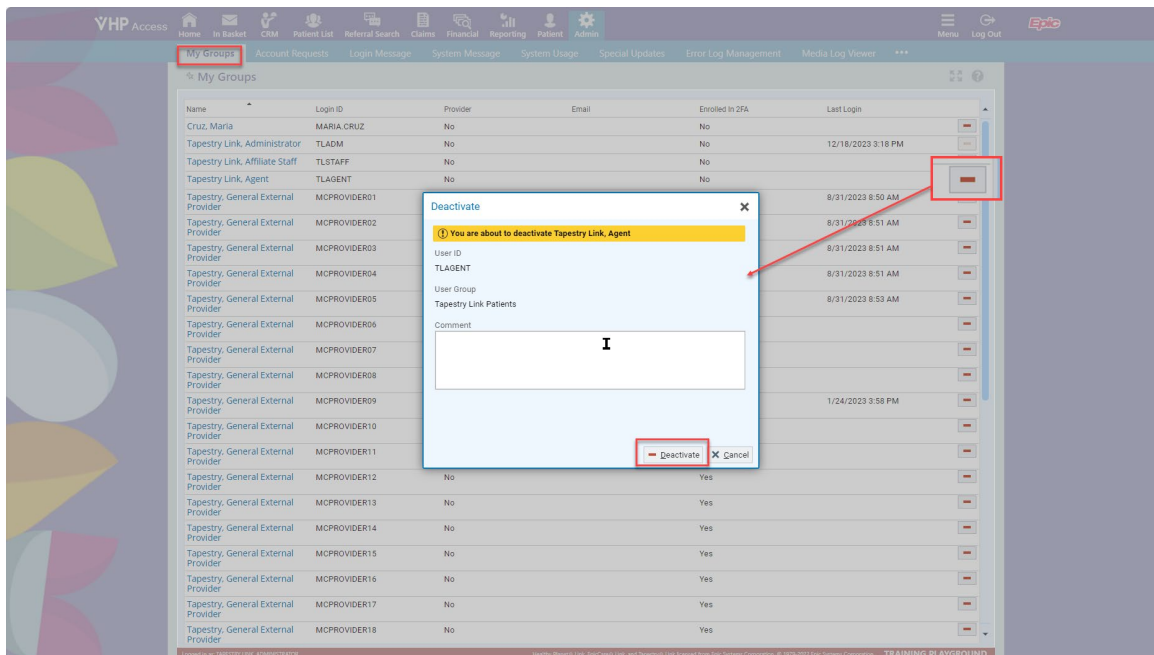 VHP Access
Home In Basket CRM Patient List Referral Search Claims Financial Reporting Patient Admin
Menu Log Out
Epic
My Groups Account Requests Login Message System Message System Usage Special Updates Error Log Management Media Log Viewer •••
My Groups
Name Login ID Provider Email Enrolled In 2FA Last Login
Cruz, Maria MARIA.CRUZ No No
Tapestry Link, Administrator TLADM No No 12/18/2023 3:18 PM
Tapestry Link, Affiliate Staff TLSTAFF No No
Tapestry Link, Agent TLAGENT No No
Tapestry, General External MCPROVIDER01 8/31/2023 8:50 AM
Provider
Tapestry, General External MCPROVIDER02 8/31/2023 8:51 AM
Provider
Tapestry, General External MCPROVIDER03 8/31/2023 8:51 AM
Provider
Tapestry, General External MCPROVIDER04 8/31/2023 8:51 AM
Provider
Tapestry, General External MCPROVIDER05 8/31/2023 8:53 AM
Provider
Tapestry, General External MCPROVIDER06
Provider
Tapestry, General External MCPROVIDER07
Provider
Tapestry, General External MCPROVIDER08
Provider
Tapestry, General External MCPROVIDER09 1/24/2023 3:58 PM
Provider
Tapestry, General External MCPROVIDER10
Provider
Tapestry, General External MCPROVIDER11
Provider
Tapestry, General External MCPROVIDER12 No Yes
Provider
Tapestry, General External MCPROVIDER13 No Yes
Provider
Tapestry, General External MCPROVIDER14 No Yes
Provider
Tapestry, General External MCPROVIDER15 No Yes
Provider
Tapestry, General External MCPROVIDER16 No Yes
Provider
Tapestry, General External MCPROVIDER17 No Yes
Provider
Tapestry, General External MCPROVIDER18 No Yes
Provider
Deactivate
You are about to deactivate Tapestry Link, Agent
User ID
TLAGENT
User Group
Tapestry Link Patients
Comment
Deactivate Cancel
TRAINING PLAYGROUND